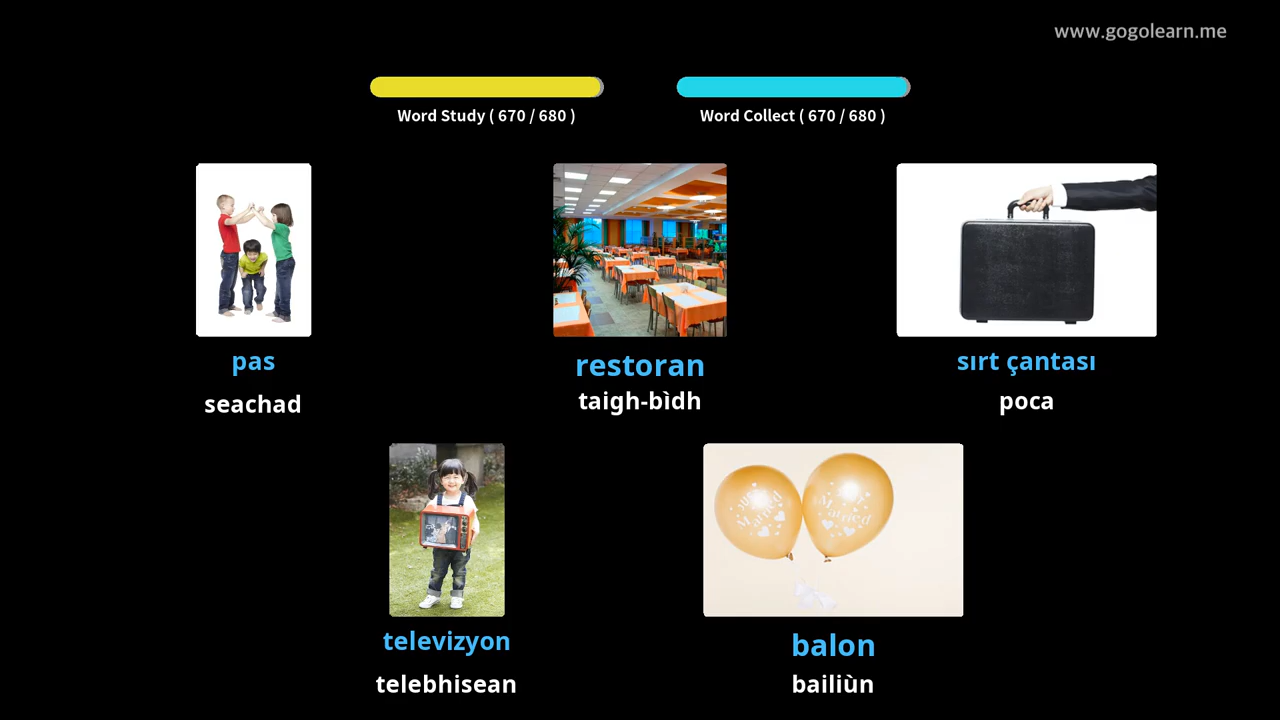 www.gogolearn.me
Word Study ( 670 / 680 )
Word Collect ( 670 / 680 )
pas
seachad
restoran
taigh-bìdh
sırt çantası
poca
televizyon
telebhisean
balon
bailiùn